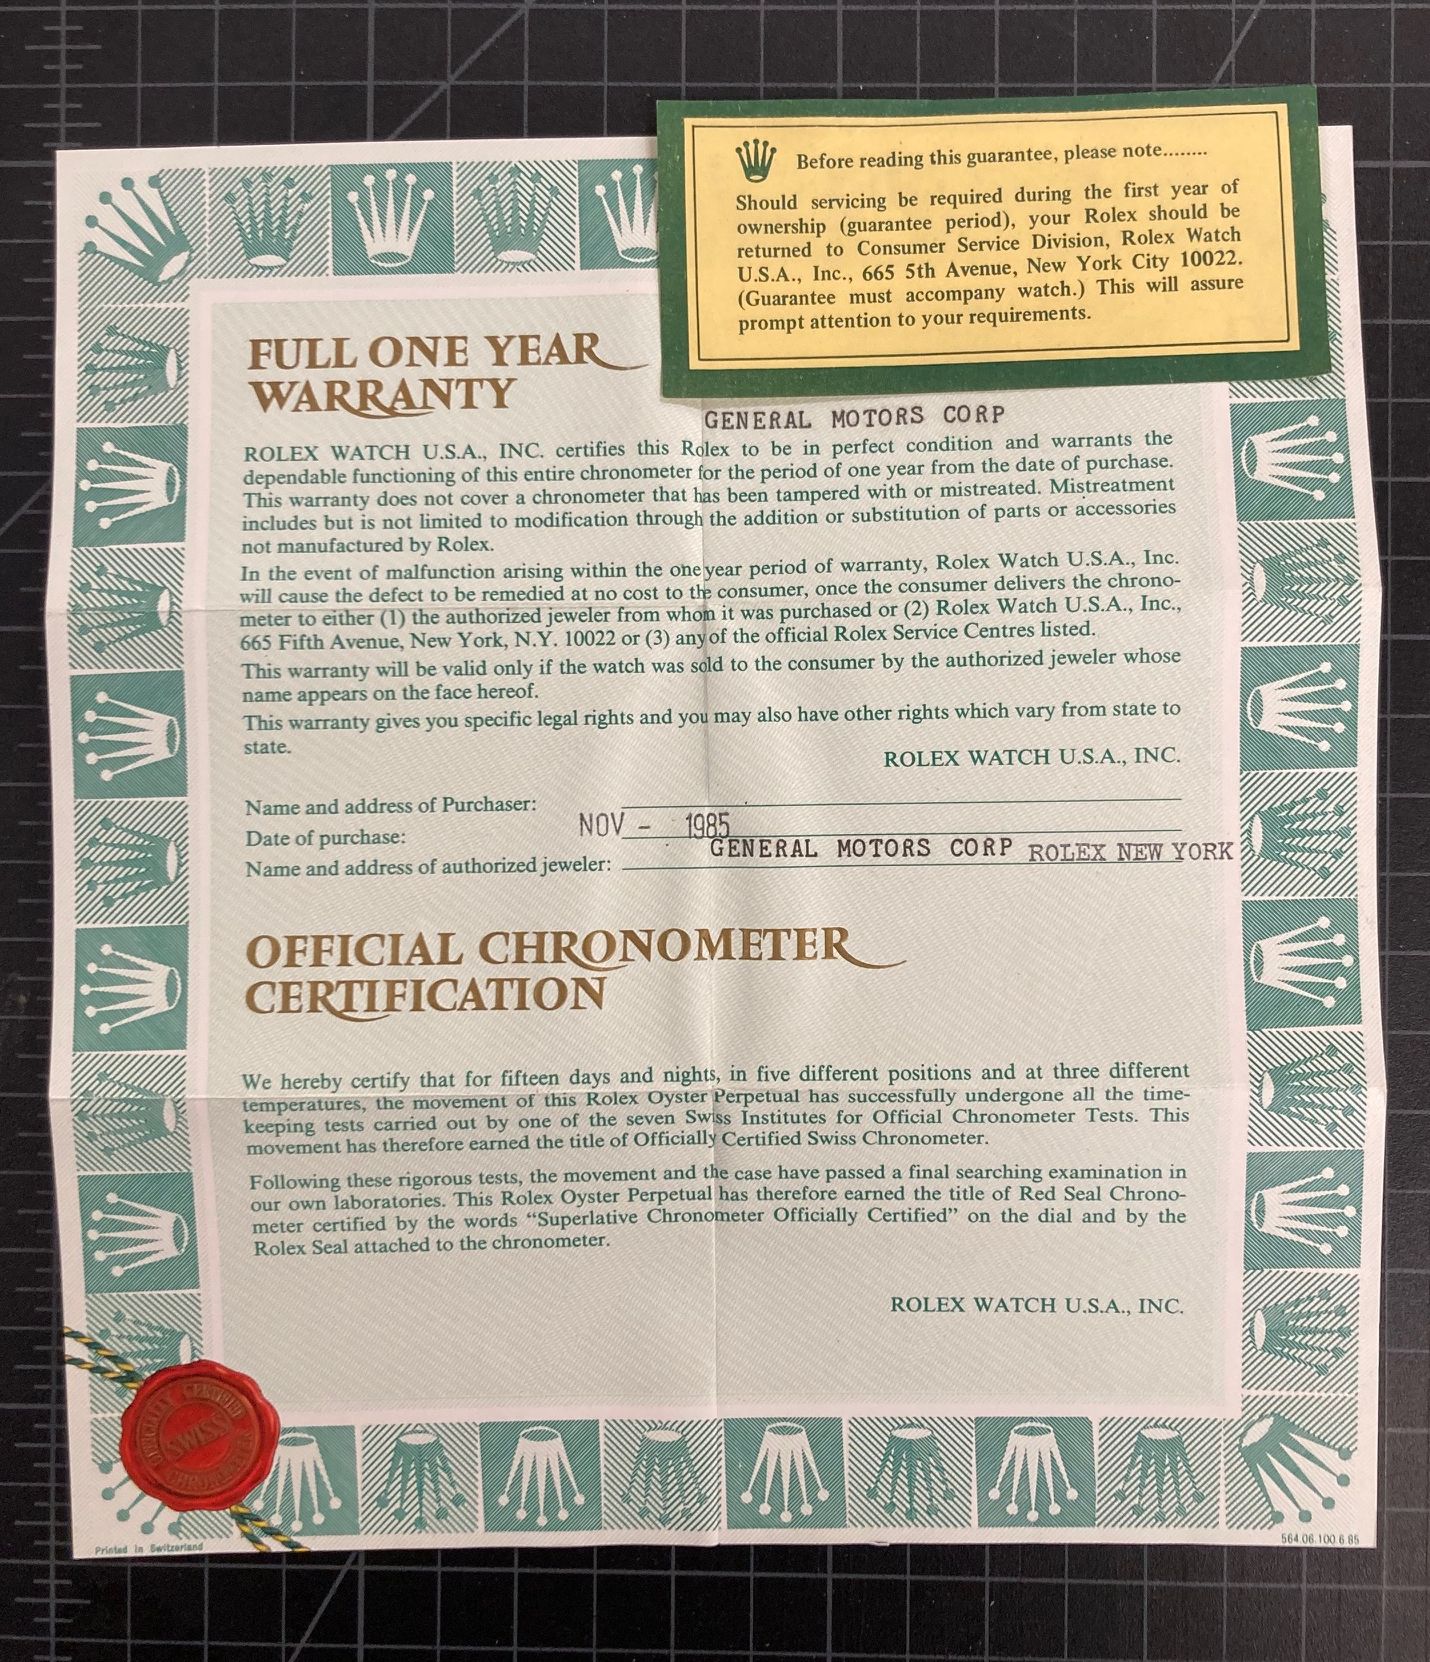 Before reading this guarantee, please note........
Should servicing be required during the first year of
ownership (guarantee period), your Rolex should be
returned to Consumer Service Division, Rolex Watch
U.S.A., Inc., 665 5th Avenue, New York City 10022.
(Guarantee must accompany watch.) This will assure
prompt attention to your requirements.
FULL ONE YEAR
WARRANTY
GENERAL MOTORS CORP
ROLEX WATCH U.S.A., INC. certifies this Rolex to be in perfect condition and warrants the
dependable functioning of this entire chronometer for the period of one year from the date of purchase.
This warranty does not cover a chronometer that has been tampered with or mistreated. Mistreatment
includes but is not limited to modification through the addition or substitution of parts or accessories
not manufactured by Rolex.
In the event of malfunction arising within the one year period of warranty, Rolex Watch U.S.A., Inc.
will cause the defect to be remedied at no cost to the consumer, once the consumer delivers the chrono-
meter to either (1) the authorized jeweler from whom it was purchased or (2) Rolex Watch U.S.A., Inc.,
665 Fifth Avenue, New York, N.Y. 10022 or (3) any of the official Rolex Service Centres listed.
This warranty will be valid only if the watch was sold to the consumer by the authorized jeweler whose
name appears on the face hereof.
This warranty gives you specific legal rights and you may also have other rights which vary from state to
state.
ROLEX WATCH U.S.A., INC.
Name and address of Purchaser:
Date of purchase: NOV - 1985
Name and address of authorized jeweler: GENERAL MOTORS CORP ROLEX NEW YORK
OFFICIAL CHRONOMETER
CERTIFICATION
We hereby certify that for fifteen days and nights, in five different positions and at three different
temperatures, the movement of this Rolex Oyster Perpetual has successfully undergone all the time-
keeping tests carried out by one of the seven Swiss Institutes for Official Chronometer Tests. This
movement has therefore earned the title of Officially Certified Swiss Chronometer.
Following these rigorous tests, the movement and the case have passed a final searching examination in
our own laboratories. This Rolex Oyster Perpetual has therefore earned the title of Red Seal Chrono-
meter certified by the words “Superlative Chronometer Officially Certified” on the dial and by the
Rolex Seal attached to the chronometer.
ROLEX WATCH U.S.A., INC.
OFFICIALLY CERTIFIED
SWISS
CHRONOMETER
Printed in Switzerland
564.06.100.6.85